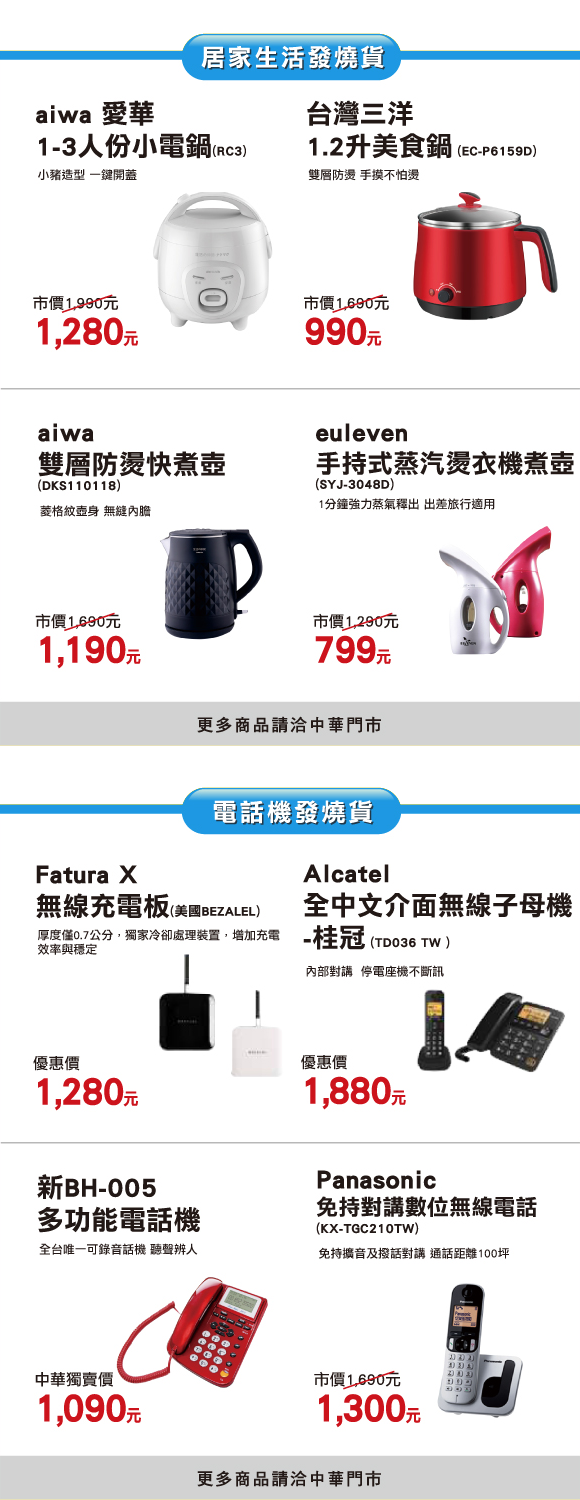 居家生活發燒貨
aiwa 愛華
1-3人份小電鍋(RC3)
小豬造型 一鍵開蓋
市價1,990元
1,280元
台灣三洋
1.2升美食鍋 (EC-P6159D)
雙層防燙 手摸不怕燙
市價1,690元
990元
aiwa
雙層防燙快煮壺
(DKS110118)
菱格紋壺身 無縫內膽
市價1,690元
1,190元
euleven
手持式蒸汽燙衣機煮壺
(SYJ-3048D)
1分鐘強力蒸氣釋出 出差旅行適用
市價1,290元
799元
更多商品請洽中華門市
電話機發燒貨
Fatura X
無線充電板(美國BEZALEL)
厚度僅0.7公分，獨家冷卻處理裝置，增加充電
效率與穩定
優惠價
1,280元
Alcatel
全中文介面無線子母機
-桂冠 (TD036 TW )
內部對講 停電座機不斷訊
優惠價
1,880元
新BH-005
多功能電話機
全台唯一可錄音話機 聽聲辨人
中華獨賣價
1,090元
Panasonic
免持對講數位無線電話
(KX-TGC210TW)
免持擴音及撥話對講 通話距離100坪
市價1,690元
1,300元
更多商品請洽中華門市